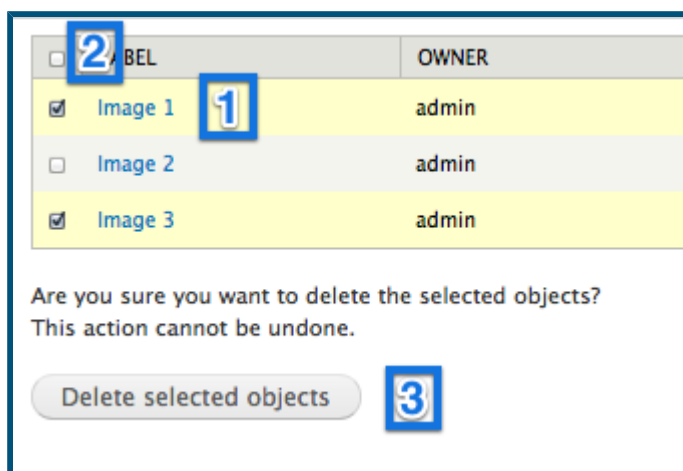 2 ABEL OWNER
Image 1 1 admin
Image 2 admin
Image 3 admin
Are you sure you want to delete the selected objects?
This action cannot be undone.
Delete selected objects 3